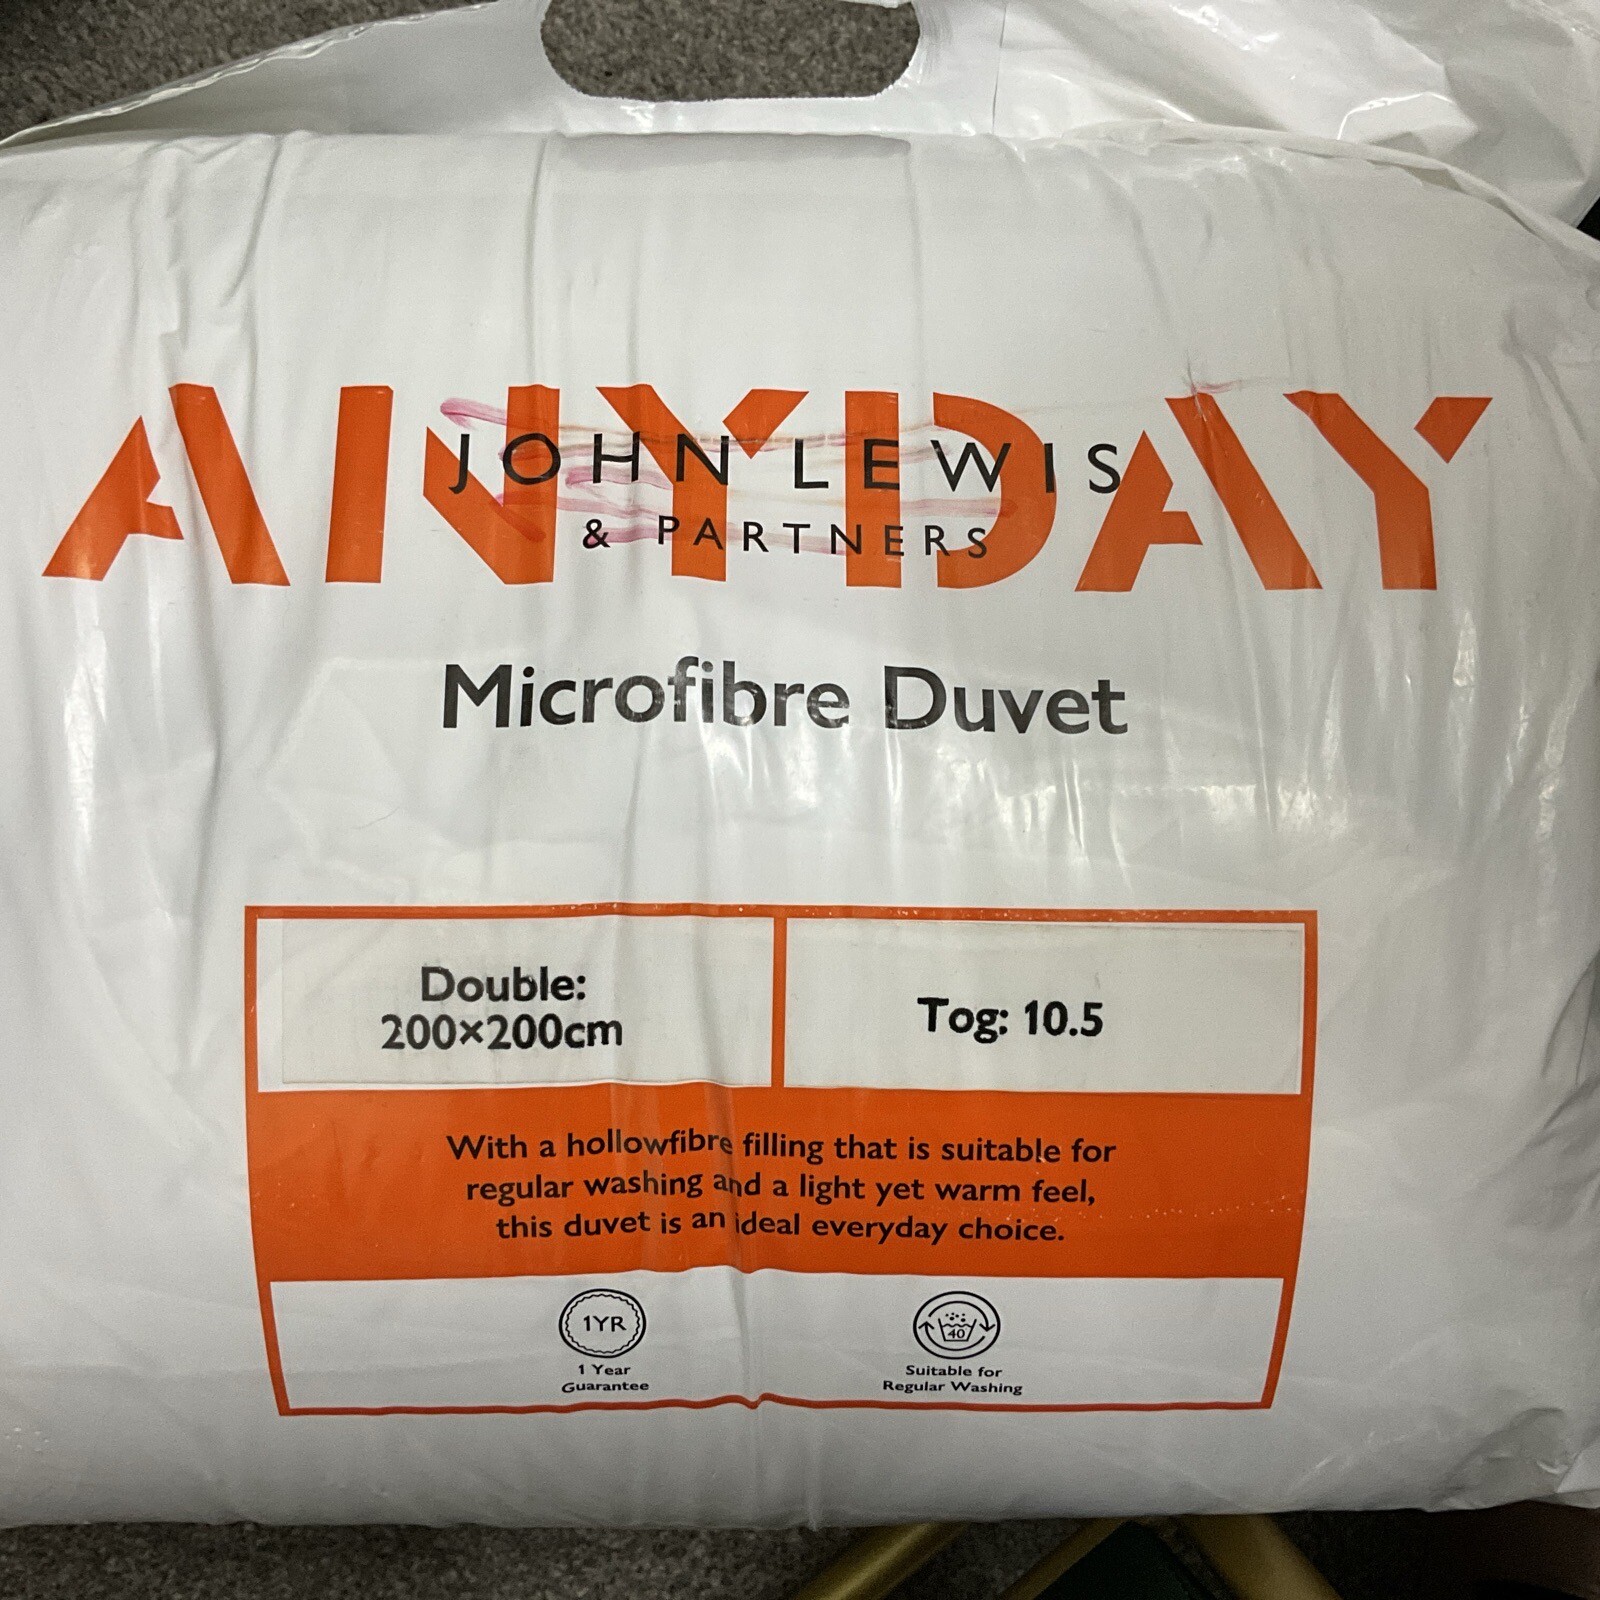 ANYDAY
JOHN LEWIS
& PARTNERS
Microfibre Duvet
Double:
200×200cm
Tog: 10.5
With a hollowfibre filling that is suitable for
regular washing and a light yet warm feel,
this duvet is an ideal everyday choice.
1YR
1 Year
Guarantee
40
Suitable for
Regular Washing